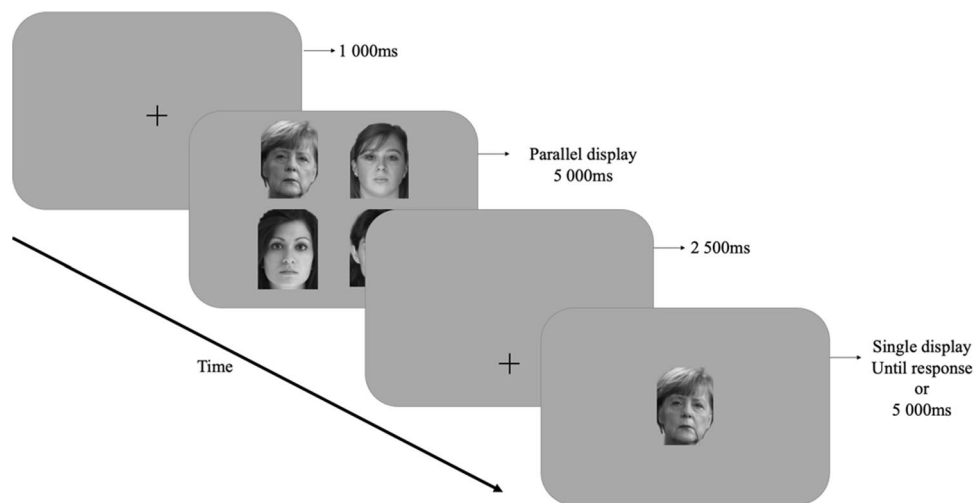 1 000ms
Parallel display
5 000ms
2 500ms
Time
Single display
Until response
or
5 000ms